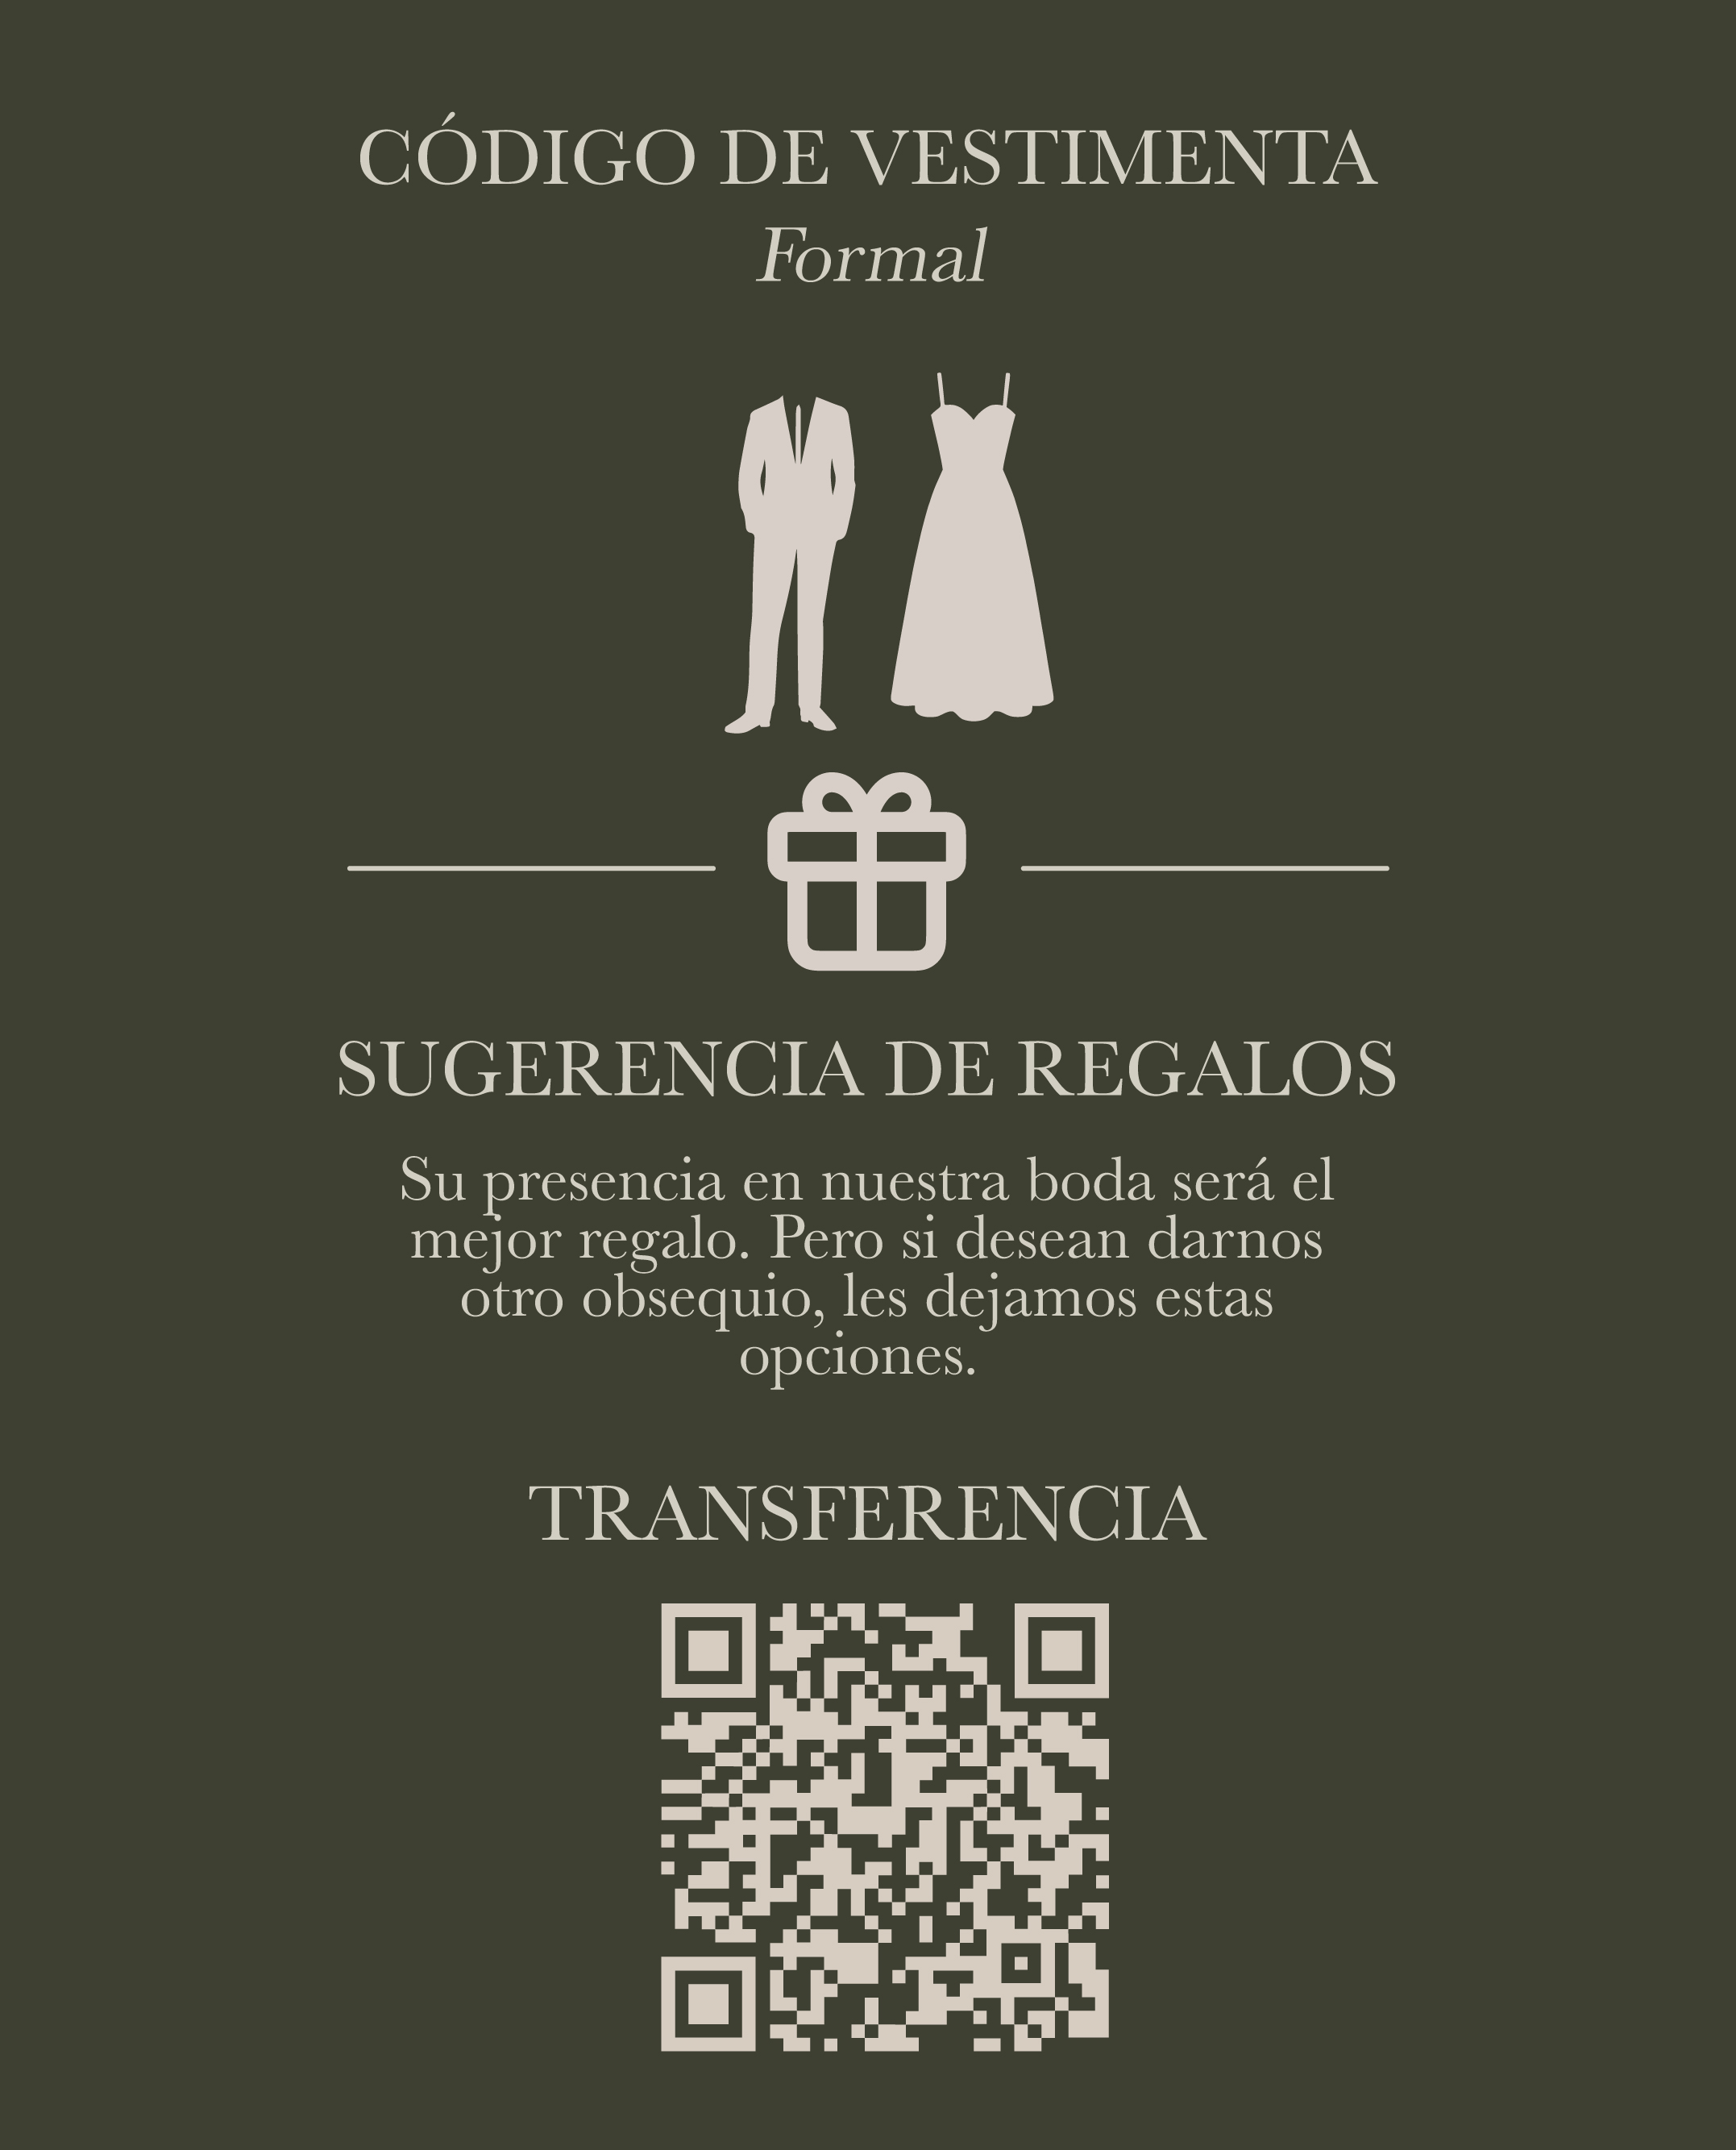 CÓDIGO DE VESTIMENTA
Formal
SUGERENCIA DE REGALOS
Su presencia en nuestra boda será el
mejor regalo. Pero si desean darnos
otro obsequio, les dejamos estas
opciones.
TRANSFERENCIA